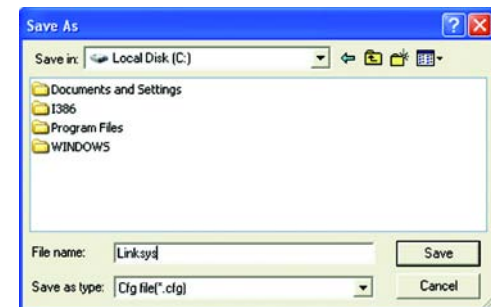 Save As
Save in: Local Disk (C:)
Documents and Settings
I386
Program Files
WINDOWS
File name: Linksys Save
Save as type: Cfg file(*.cfg) Cancel